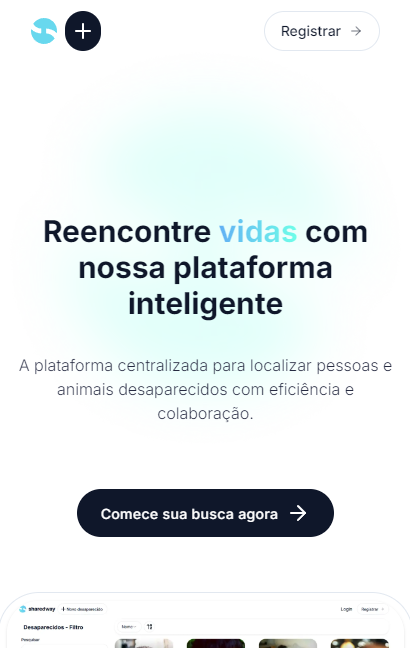 Registrar
Reencontre vidas com
nossa plataforma
inteligente
A plataforma centralizada para localizar pessoas e
animais desaparecidos com eficiência e
colaboração.
Comece sua busca agora
sharedway + Novo desaparecido Login Registrar
Desaparecidos - Filtro Nome
Pesquisar